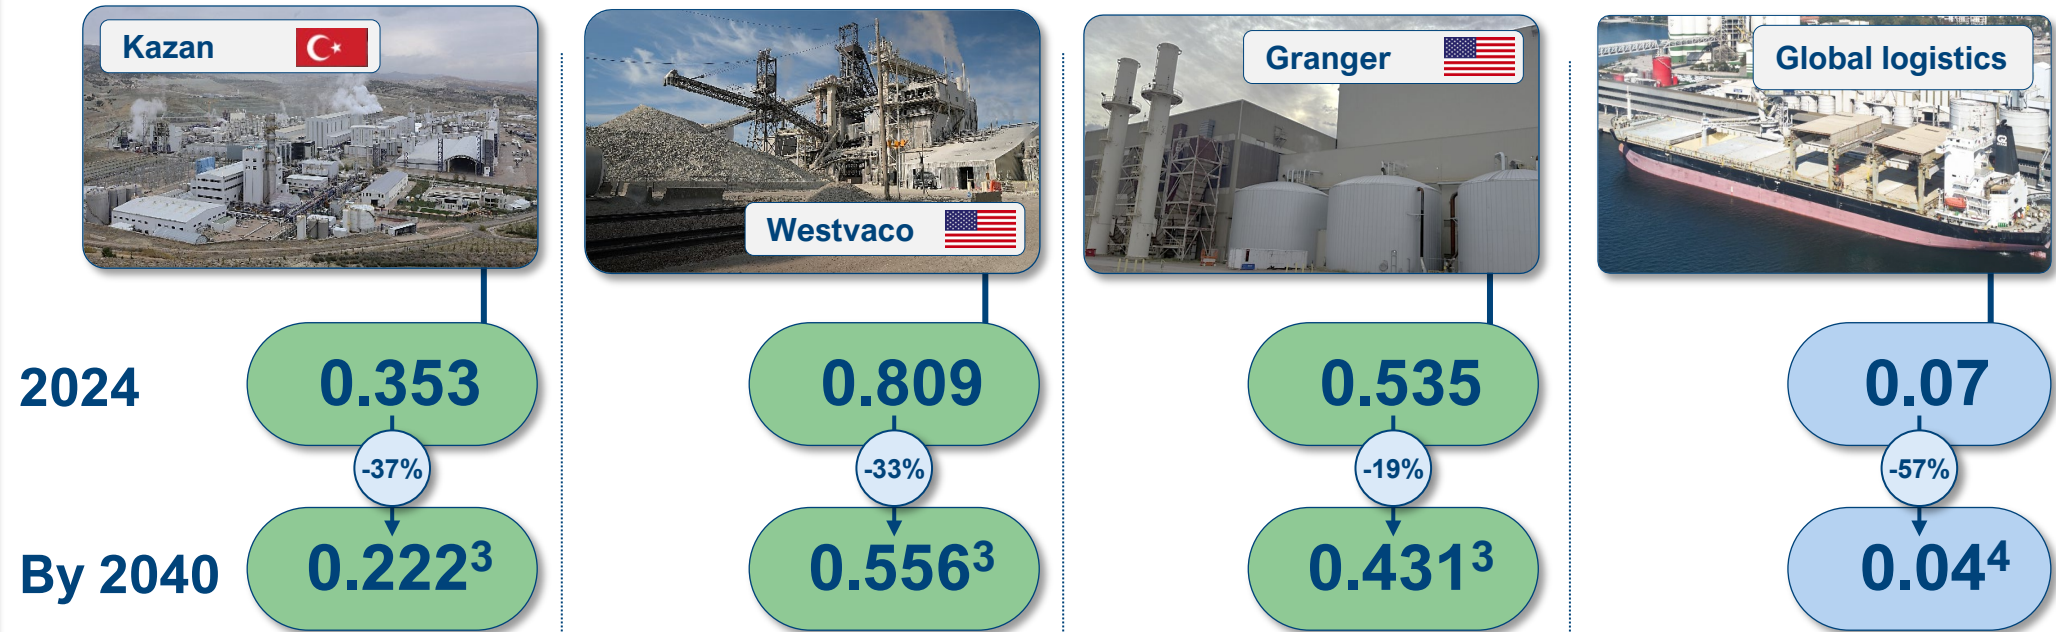 Kazan
Westvaco
Granger
Global logistics
2024
0.353
0.809
0.535
0.07
-37%
-33%
-19%
-57%
By 2040
0.222³
0.556³
0.431³
0.04⁴